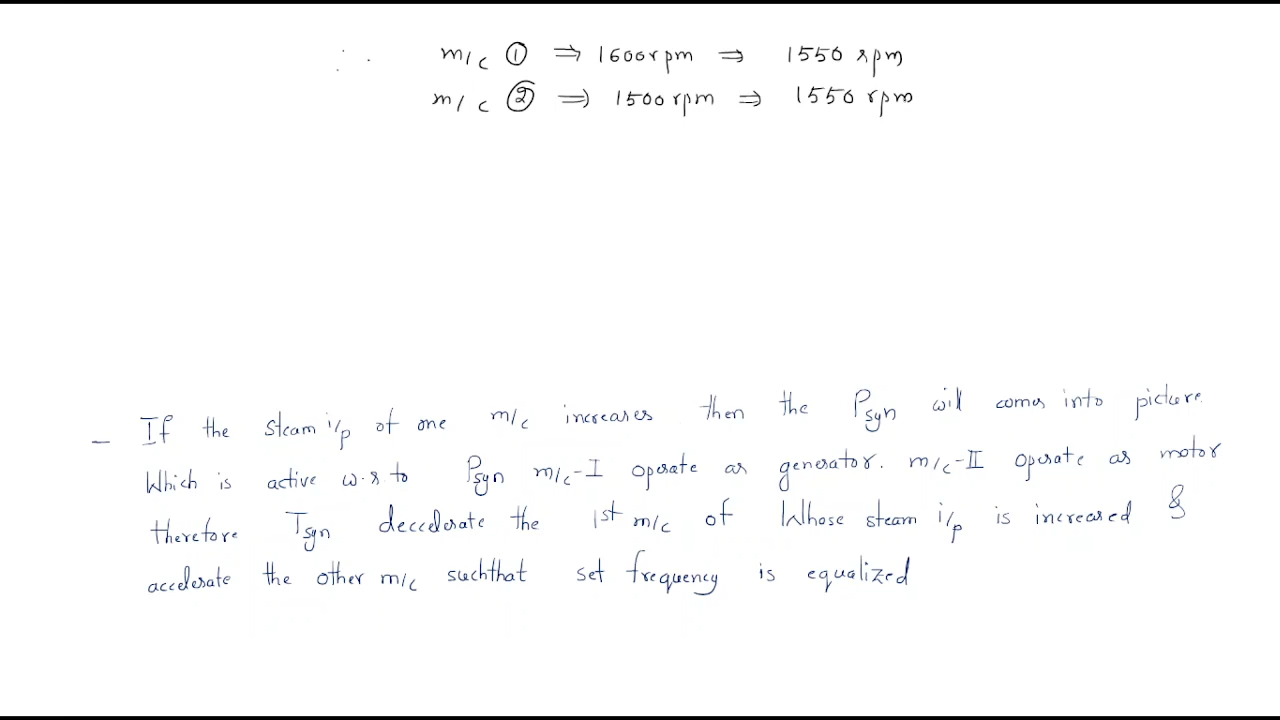 ∴ m/c ① ⇒ 1600rpm ⇒ 1550 rpm
m/c ② ⇒ 1500rpm ⇒ 1550 rpm
– If the steam i/p of one m/c increases then the Psyn will comes into picture.
Which is active w.r.to Psyn m/c-I operate as generator. m/c-II operate as motor
therefore Tsyn deccelerate the 1st m/c of Whose steam i/p is increased &
accelerate the other m/c suchthat set frequency is equalized